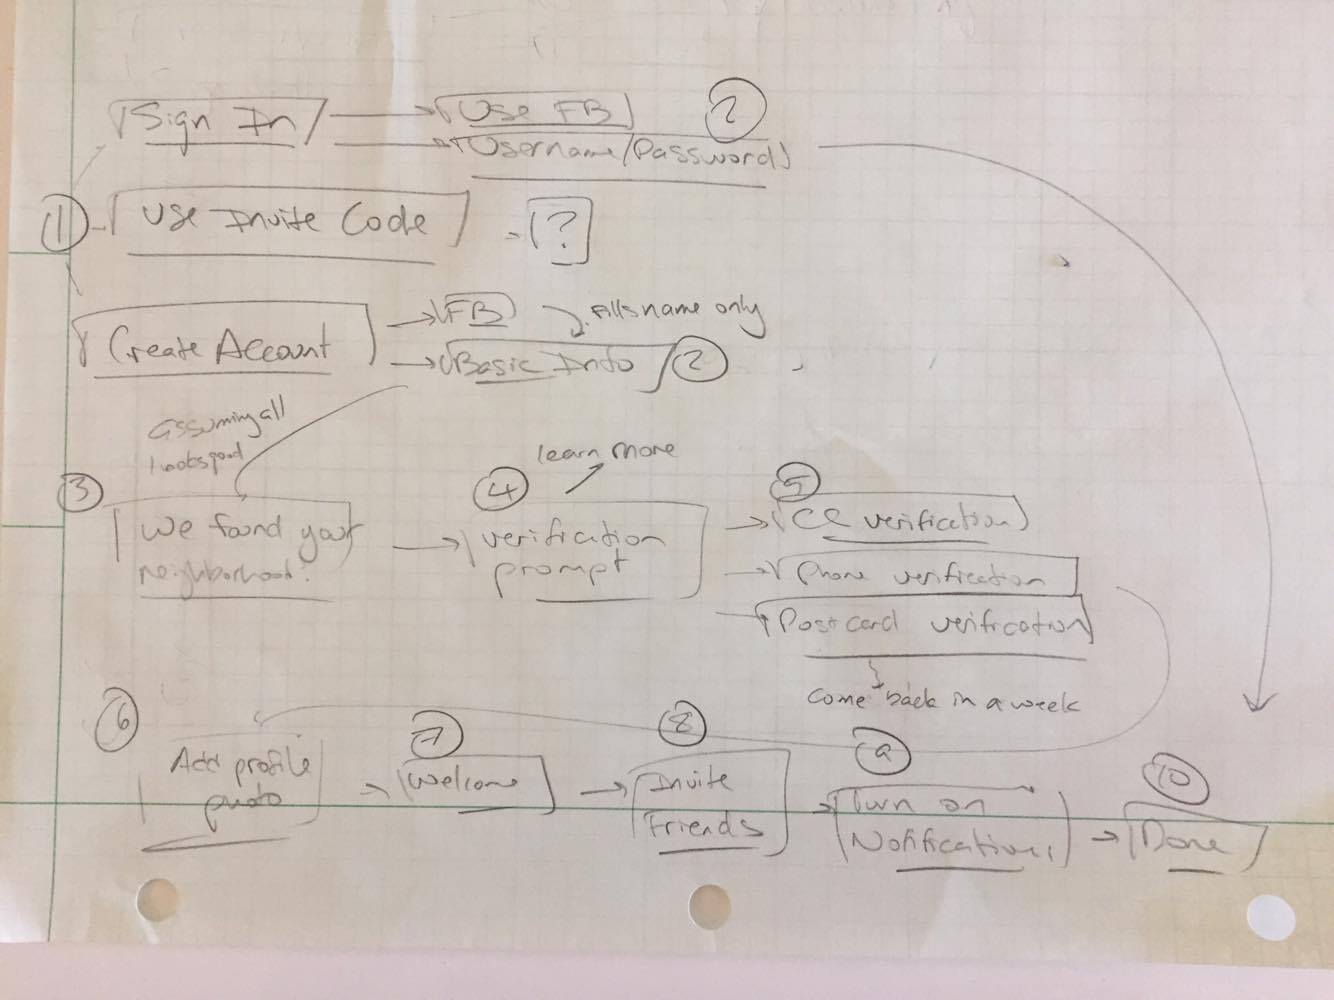 Sign In
Use FB
2
Username/Password
1
Use Invite Code
?
Create Account
FB
fills name only
Basic Info
2
assuming all
looks good
learn more
3
We found your
neighborhood!
4
verification
prompt
5
CC verification
Phone verification
Postcard verification
come back in a week
6
Add profile
photo
7
Welcome
8
Invite
Friends
9
Turn on
Notifications
10
Done